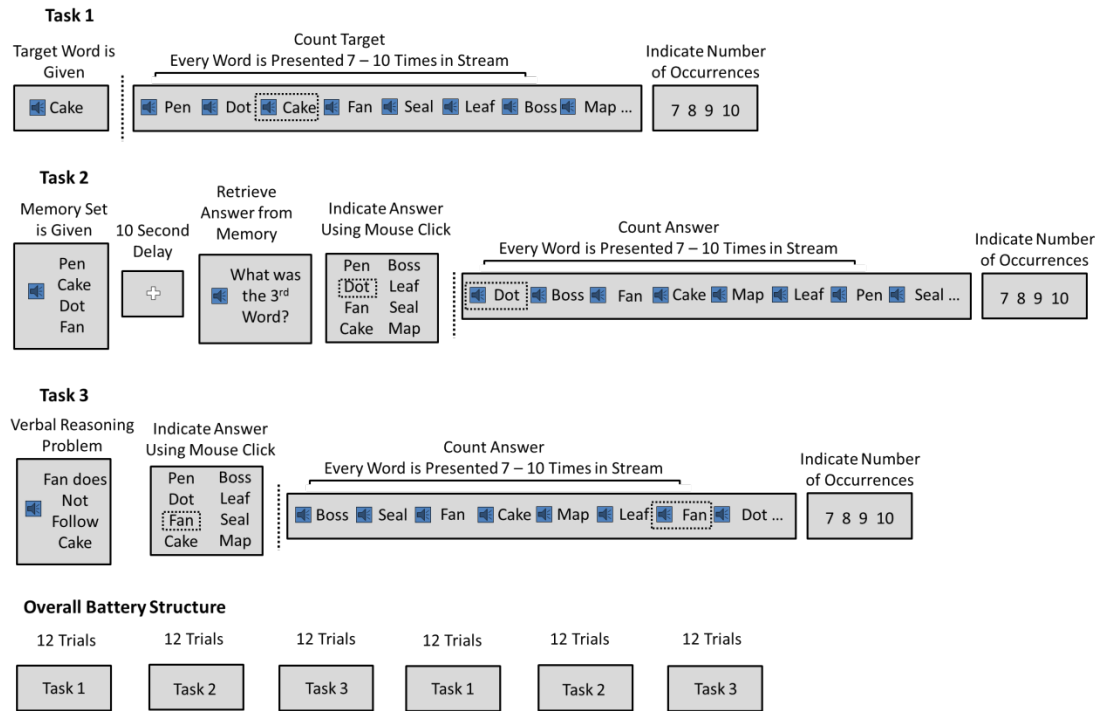 Task 1
Target Word is
Given
Cake
Count Target
Every Word is Presented 7 – 10 Times in Stream
Pen Dot Cake Fan Seal Leaf Boss Map ...
Indicate Number
of Occurrences
7 8 9 10
Task 2
Memory Set
is Given
Pen
Cake
Dot
Fan
10 Second
Delay
Retrieve
Answer from
Memory
What was
the 3rd
Word?
Indicate Answer
Using Mouse Click
Pen Boss
Dot Leaf
Fan Seal
Cake Map
Count Answer
Every Word is Presented 7 – 10 Times in Stream
Dot Boss Fan Cake Map Leaf Pen Seal ...
Indicate Number
of Occurrences
7 8 9 10
Task 3
Verbal Reasoning
Problem
Fan does
Not
Follow
Cake
Indicate Answer
Using Mouse Click
Pen Boss
Dot Leaf
Fan Seal
Cake Map
Count Answer
Every Word is Presented 7 – 10 Times in Stream
Boss Seal Fan Cake Map Leaf Fan Dot ...
Indicate Number
of Occurrences
7 8 9 10
Overall Battery Structure
12 Trials 12 Trials 12 Trials 12 Trials 12 Trials 12 Trials
Task 1 Task 2 Task 3 Task 1 Task 2 Task 3